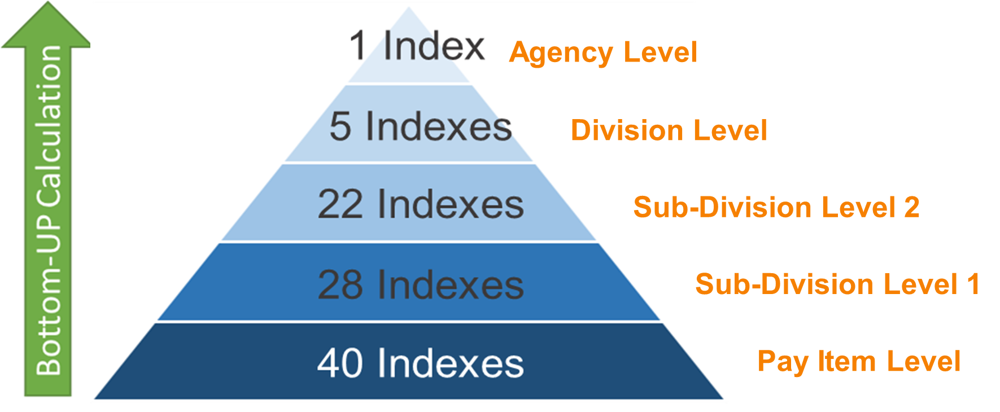 Bottom-UP Calculation
1 Index
Agency Level
5 Indexes
Division Level
22 Indexes
Sub-Division Level 2
28 Indexes
Sub-Division Level 1
40 Indexes
Pay Item Level